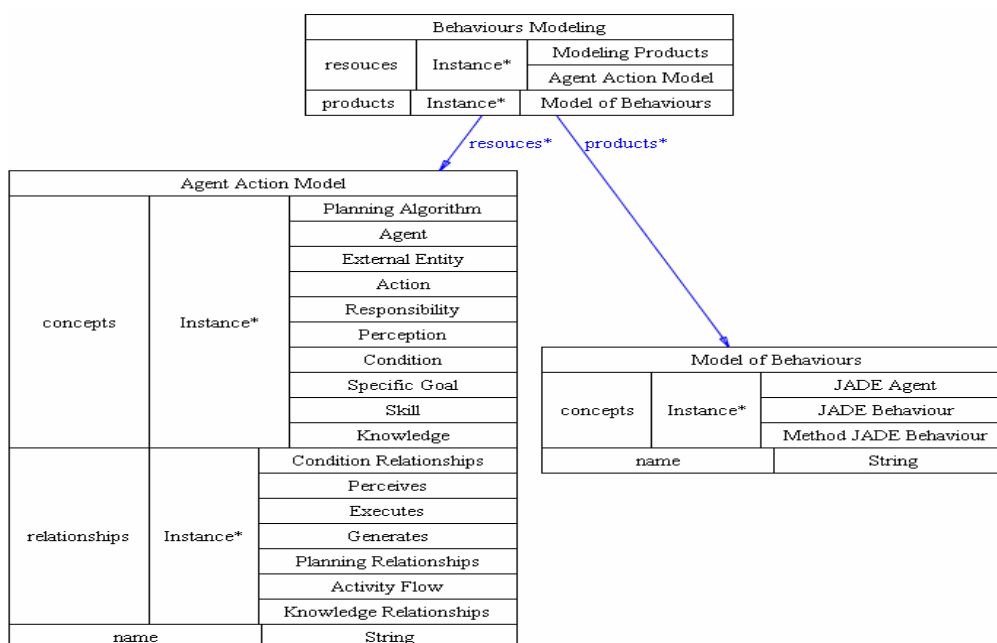 Behaviours Modeling
resouces Instance* Modeling Products
Agent Action Model
products Instance* Model of Behaviours
resouces* products*
Agent Action Model
concepts Instance* Planning Algorithm
Agent
External Entity
Action
Responsibility
Perception
Condition
Specific Goal
Skill
Knowledge
relationships Instance* Condition Relationships
Perceives
Executes
Generates
Planning Relationships
Activity Flow
Knowledge Relationships
name String
Model of Behaviours
concepts Instance* JADE Agent
JADE Behaviour
Method JADE Behaviour
name String